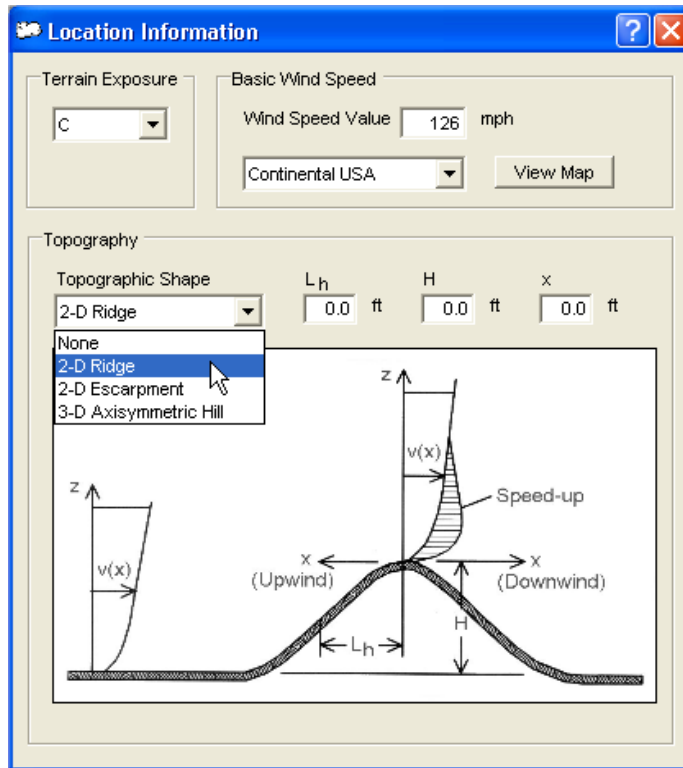 Location Information
Terrain Exposure
C
Basic Wind Speed
Wind Speed Value 126 mph
Continental USA
View Map
Topography
Topographic Shape
2-D Ridge
Lh 0.0 ft
H 0.0 ft
x 0.0 ft
None
2-D Ridge
2-D Escarpment
3-D Axisymmetric Hill
z
v(x)
z
v(x)
Speed-up
x
(Upwind)
x
(Downwind)
H
Lh